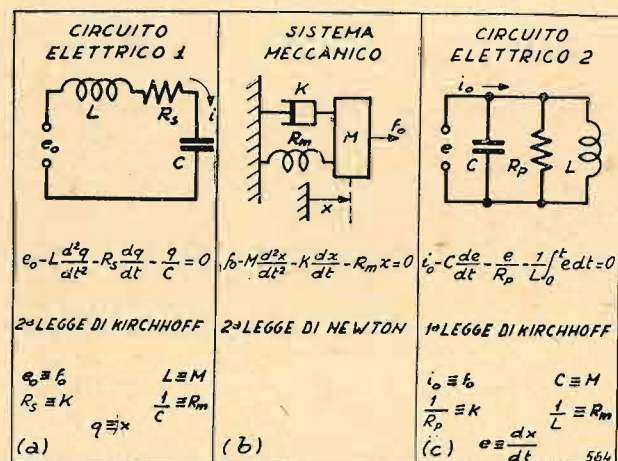 CIRCUITO
ELETTRICO 1
L
Rs
i
e₀
C
e₀-L d²q/dt² - Rs dq/dt - q/C = 0
2ª LEGGE DI KIRCHHOFF
e₀ ≡ f₀ L ≡ M
Rs ≡ K 1/C ≡ Rm
q ≡ x
(a)
SISTEMA
MECCÀNICO
K
Rm
M
f₀
x
f₀-M d²x/dt² - K dx/dt - Rm x = 0
2ª LEGGE DI NEWTON
(b)
CIRCUITO
ELETTRICO 2
i₀
e
C
Rp
L
i₀-C de/dt - e/Rp - 1/L ∫₀ᵗ e dt = 0
1ª LEGGE DI KIRCHHOFF
i₀ ≡ f₀ C ≡ M
1/Rp ≡ K 1/L ≡ Rm
(c) e ≡ dx/dt
564